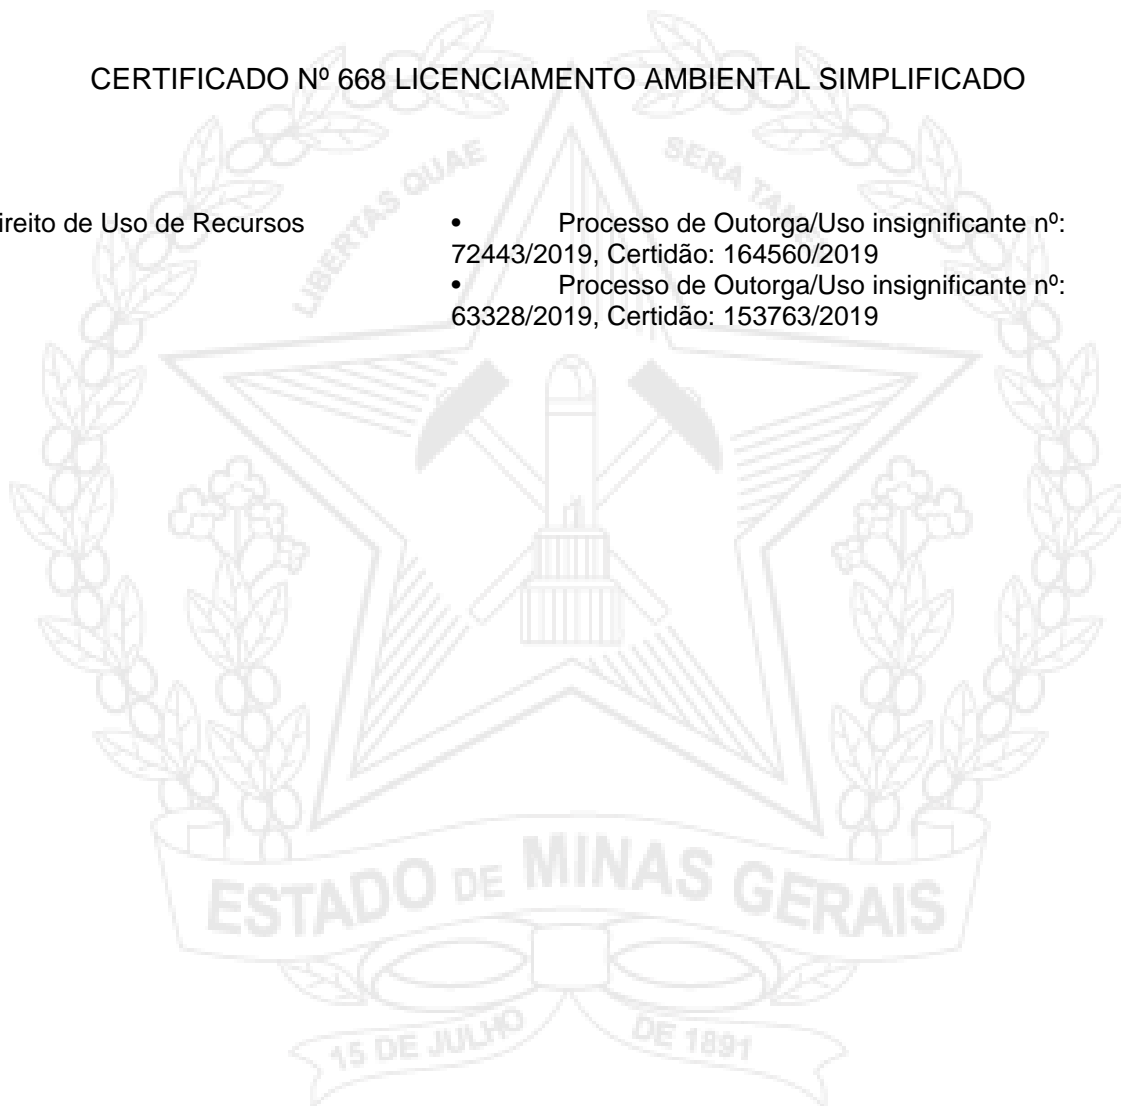 CERTIFICADO Nº 668 LICENCIAMENTO AMBIENTAL SIMPLIFICADO
LIBERTAS QUAE SERA TAMEN
ireito de Uso de Recursos
• Processo de Outorga/Uso insignificante nº:
72443/2019, Certidão: 164560/2019
• Processo de Outorga/Uso insignificante nº:
63328/2019, Certidão: 153763/2019
ESTADO DE MINAS GERAIS
15 DE JULHO DE 1891